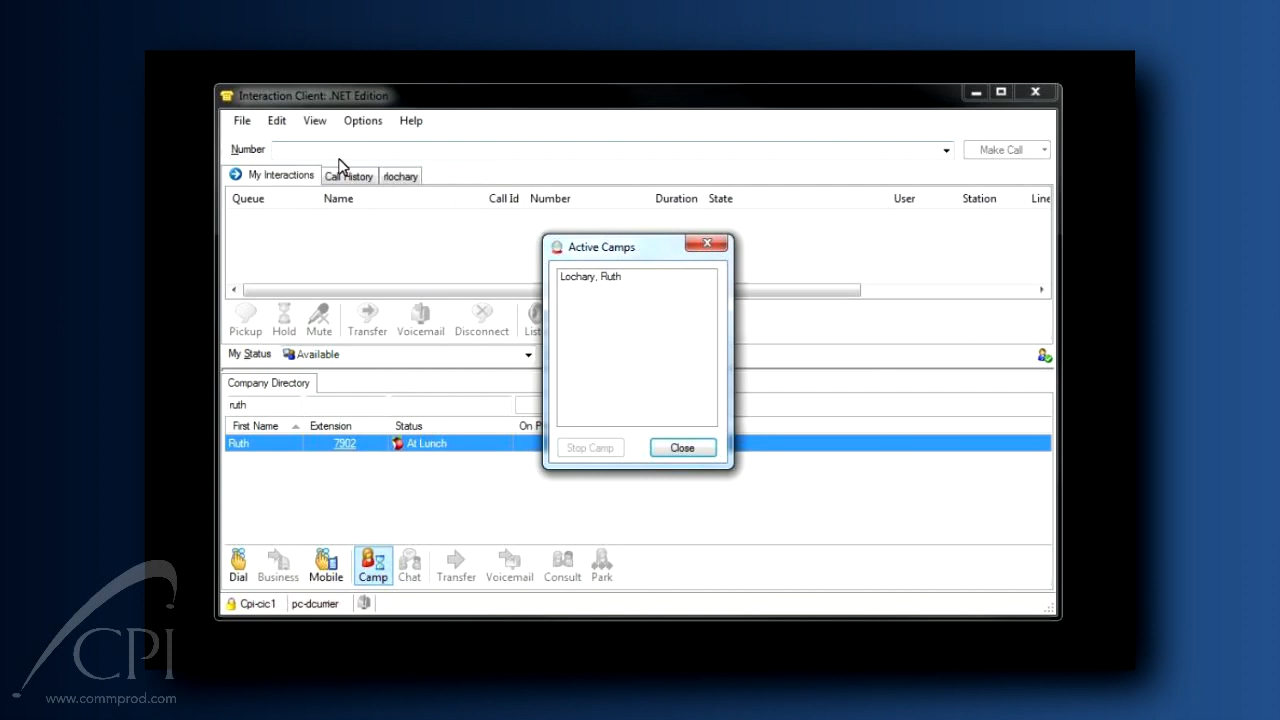 Interaction Client: .NET Edition
File Edit View Options Help
Number Make Call
My Interactions Call History rlochary
Queue Name Call Id Number Duration State User Station Line
Active Camps
Lochary, Ruth
Pickup Hold Mute Transfer Voicemail Disconnect List
My Status Available
Company Directory
ruth
First Name Extension Status On P
Ruth 7902 At Lunch
Stop Camp Close
Dial Business Mobile Camp Chat Transfer Voicemail Consult Park
Cpi-cic1 pc-dcurrier
CPI
www.commprod.com